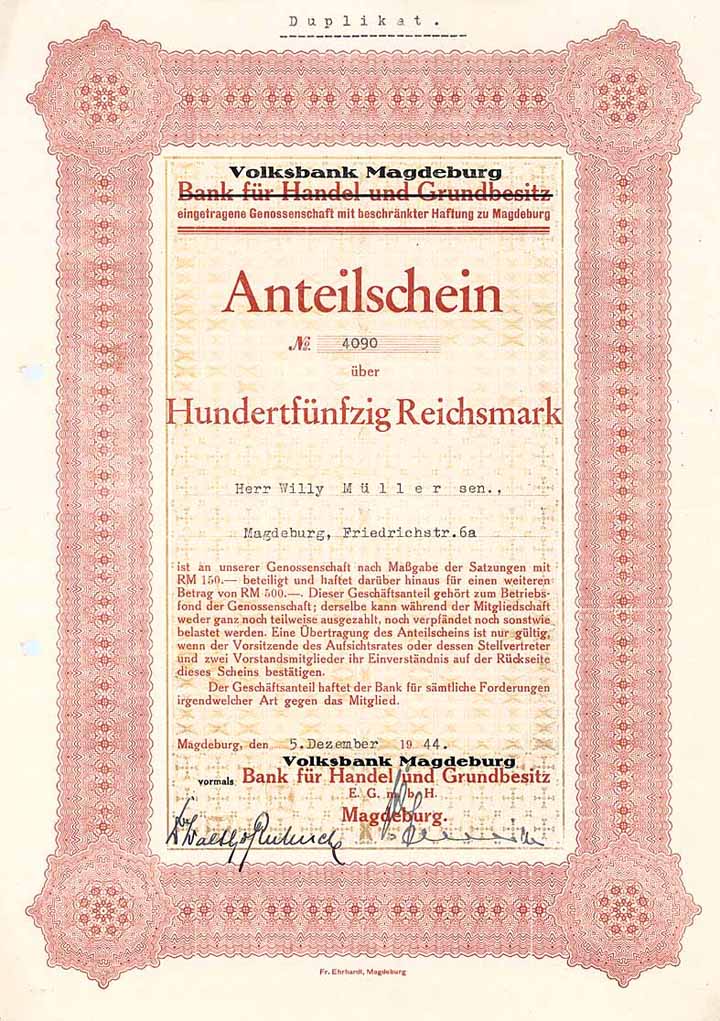 Duplikat.
Volksbank Magdeburg
Bank für Handel und Grundbesitz
eingetragene Genossenschaft mit beschränkter Haftung zu Magdeburg
Anteilschein
No. 4090
über
Hundertfünfzig Reichsmark
Herr Willy Müller sen.,
Magdeburg, Friedrichstr.6a
ist an unserer Genossenschaft nach Maßgabe der Satzungen mit
RM 150.— beteiligt und haftet darüber hinaus für einen weiteren
Betrag von RM 500.—. Dieser Geschäftsanteil gehört zum Betriebs-
fond der Genossenschaft; derselbe kann während der Mitgliedschaft
weder ganz noch teilweise ausgezahlt, noch verpfändet noch sonstwie
belastet werden. Eine Übertragung des Anteilscheins ist nur gültig,
wenn der Vorsitzende des Aufsichtsrates oder dessen Stellvertreter
und zwei Vorstandsmitglieder ihr Einverständnis auf der Rückseite
dieses Scheins bestätigen.
Der Geschäftsanteil haftet der Bank für sämtliche Forderungen
irgendwelcher Art gegen das Mitglied.
Magdeburg, den 5.Dezember 1944.
Volksbank Magdeburg
vormals Bank für Handel und Grundbesitz
E. G. m. b. H.
Magdeburg.
Fr. Ehrhardt, Magdeburg